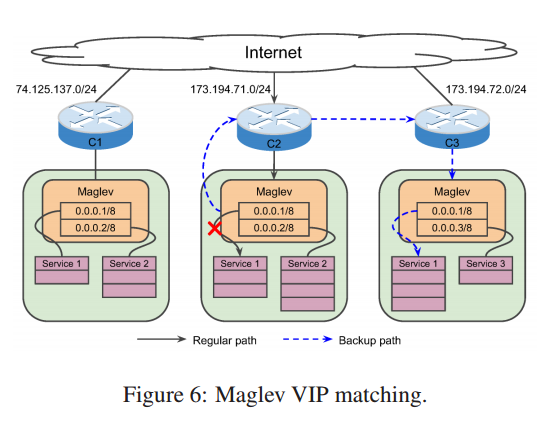 Internet
74.125.137.0/24
173.194.71.0/24
173.194.72.0/24
C1
C2
C3
Maglev
0.0.0.1/8
0.0.0.2/8
Service 1
Service 2
Maglev
0.0.0.1/8
0.0.0.2/8
Service 1
Service 2
Maglev
0.0.0.1/8
0.0.0.3/8
Service 1
Service 3
Regular path
Backup path
Figure 6: Maglev VIP matching.